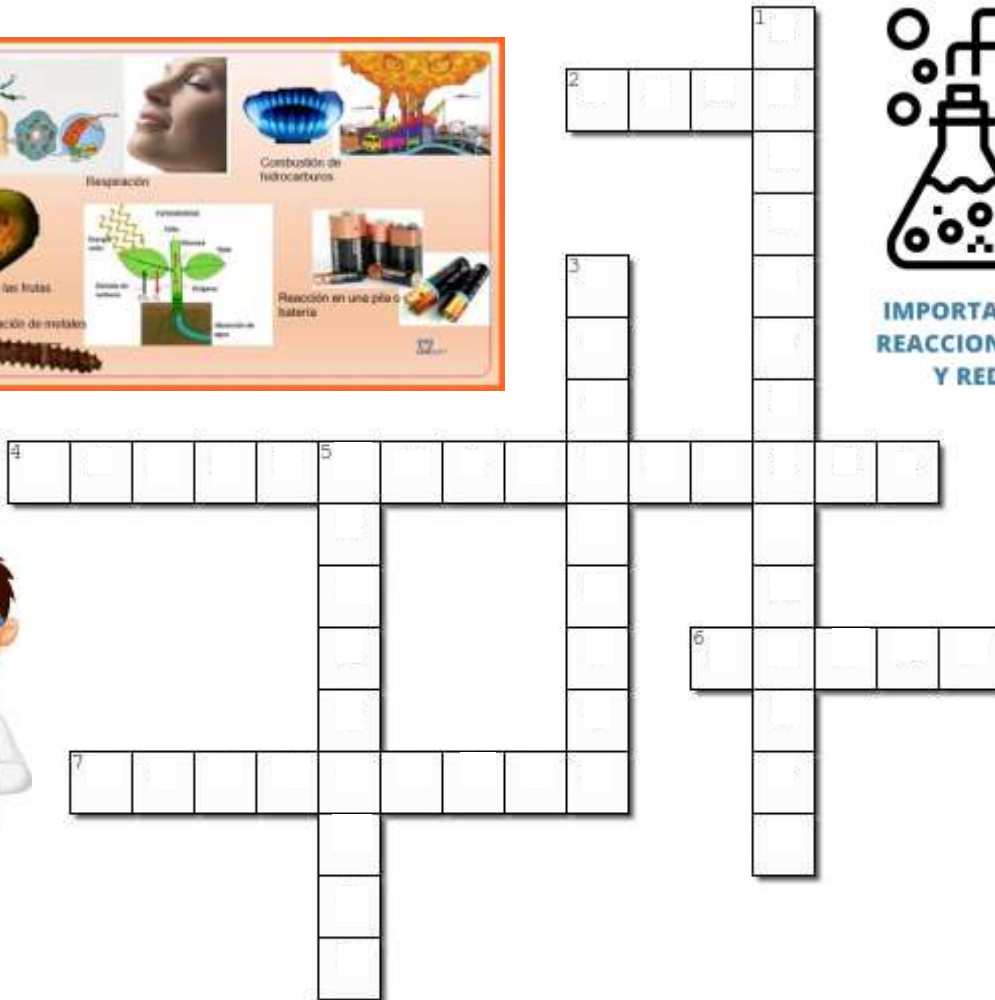 1
2
Respiración
Combustión de
hidrocarburos
las frutas
Reacción en una pila o
batería
ación de metales
3
IMPORTA
REACCION
Y RED
4
5
6
7